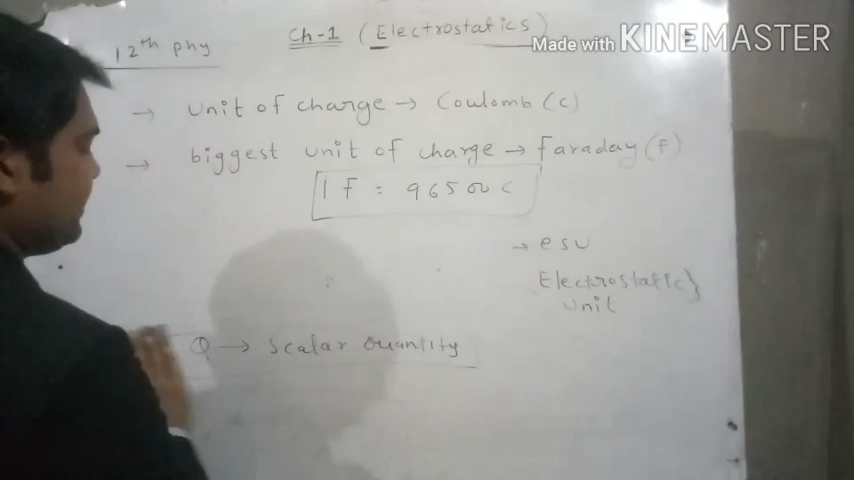 12th phy
Ch-1 (Electrostatics)
Made with KINEMASTER
→ Unit of charge → Coulomb (C)
→ biggest unit of charge → faraday (F)
1 F = 96500 C
→ esu
Electrostatic }
unit
Q → Scalar Quantity